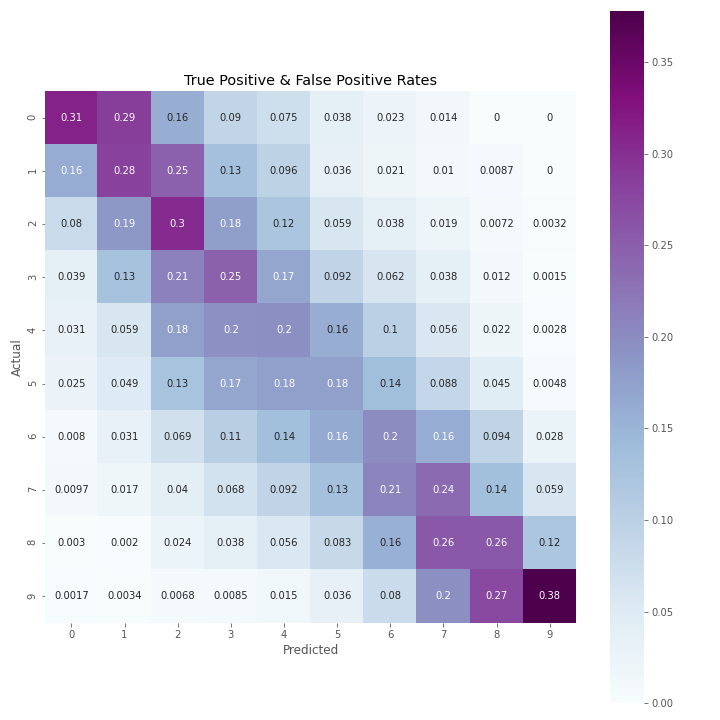 True Positive & False Positive Rates
0 0.31 0.29 0.16 0.09 0.075 0.038 0.023 0.014 0 0
1 0.16 0.28 0.25 0.13 0.096 0.036 0.021 0.01 0.0087 0
2 0.08 0.19 0.3 0.18 0.12 0.059 0.038 0.019 0.0072 0.0032
3 0.039 0.13 0.21 0.25 0.17 0.092 0.062 0.038 0.012 0.0015
4 0.031 0.059 0.18 0.2 0.2 0.16 0.1 0.056 0.022 0.0028
Actual
5 0.025 0.049 0.13 0.17 0.18 0.18 0.14 0.088 0.045 0.0048
6 0.008 0.031 0.069 0.11 0.14 0.16 0.2 0.16 0.094 0.028
7 0.0097 0.017 0.04 0.068 0.092 0.13 0.21 0.24 0.14 0.059
8 0.003 0.002 0.024 0.038 0.056 0.083 0.16 0.26 0.26 0.12
9 0.0017 0.0034 0.0068 0.0085 0.015 0.036 0.08 0.2 0.27 0.38
0 1 2 3 4 5 6 7 8 9
Predicted
0.35
0.30
0.25
0.20
0.15
0.10
0.05
0.00